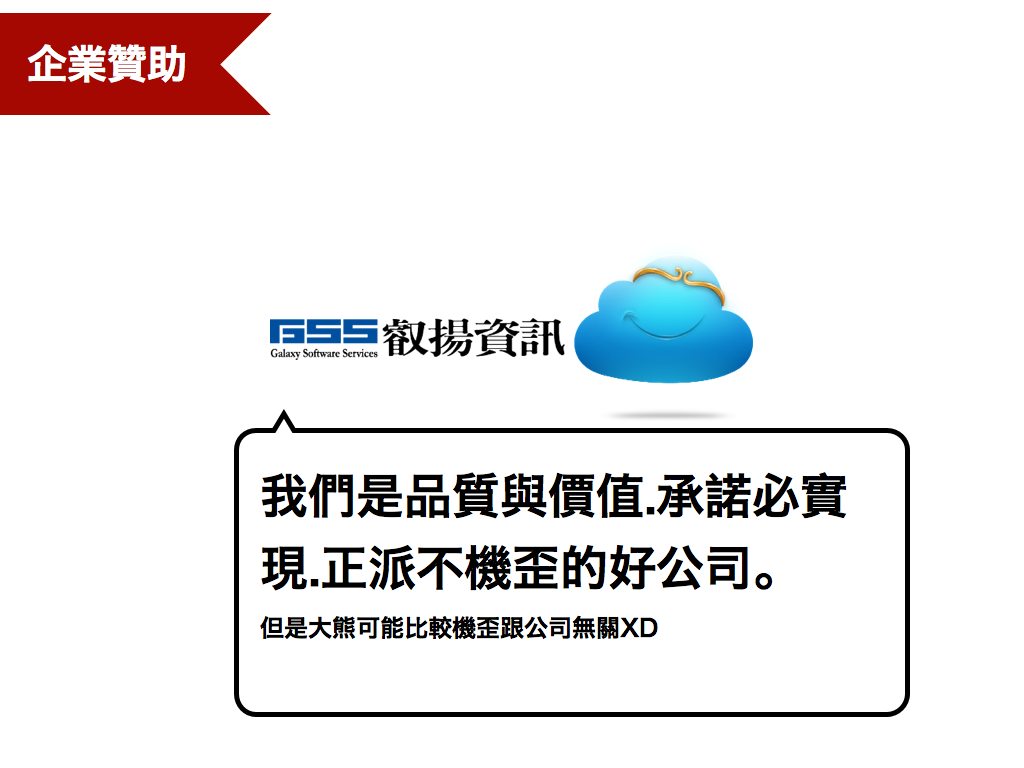 企業贊助
GSS
Galaxy Software Services
叡揚資訊
我們是品質與價值.承諾必實
現.正派不機歪的好公司。
但是大熊可能比較機歪跟公司無關XD